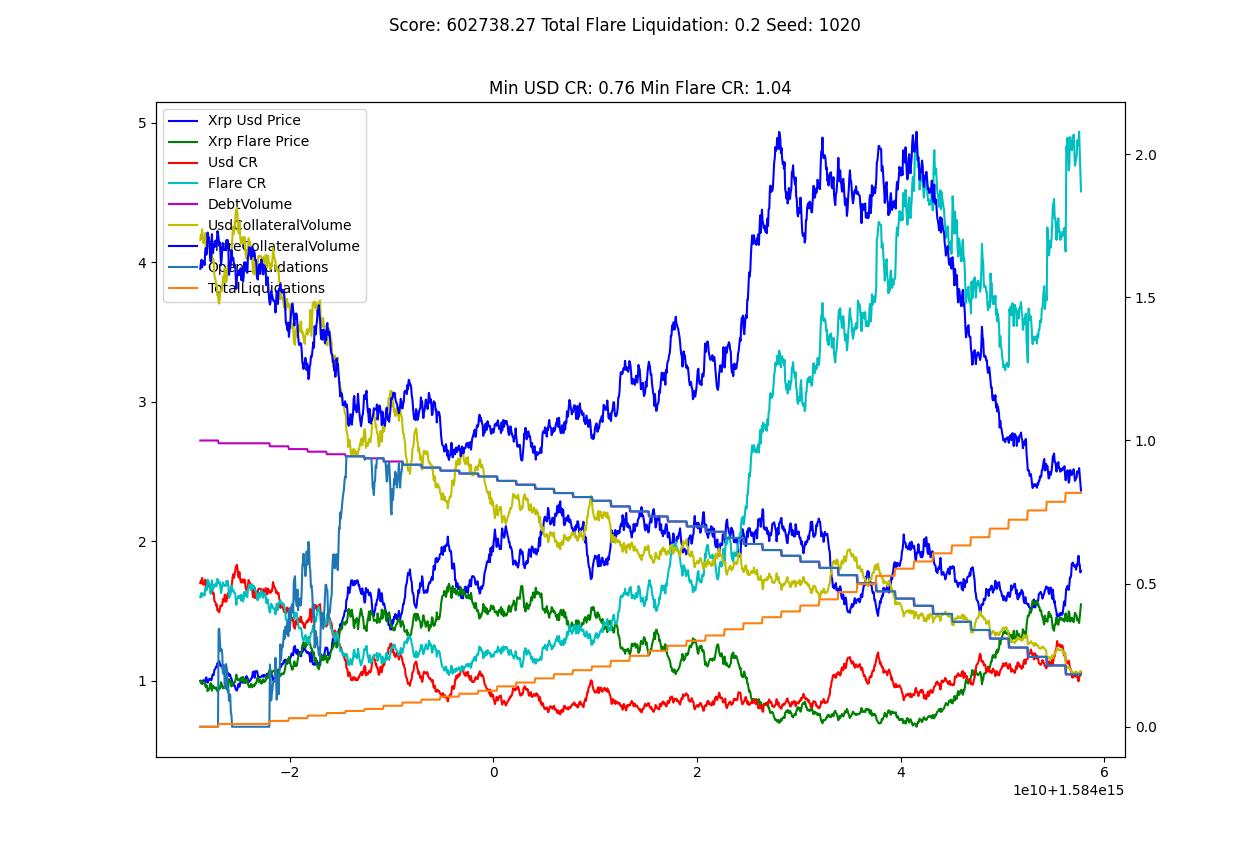 Score: 602738.27 Total Flare Liquidation: 0.2 Seed: 1020
Min USD CR: 0.76 Min Flare CR: 1.04
Xrp Usd Price
Xrp Flare Price
Usd CR
Flare CR
DebtVolume
UsdCollateralVolume
FlareCollateralVolume
OpenLiquidations
TotalLiquidations
5
4
3
2
1
2.0
1.5
1.0
0.5
0.0
−2
0
2
4
6
1e10+1.584e15